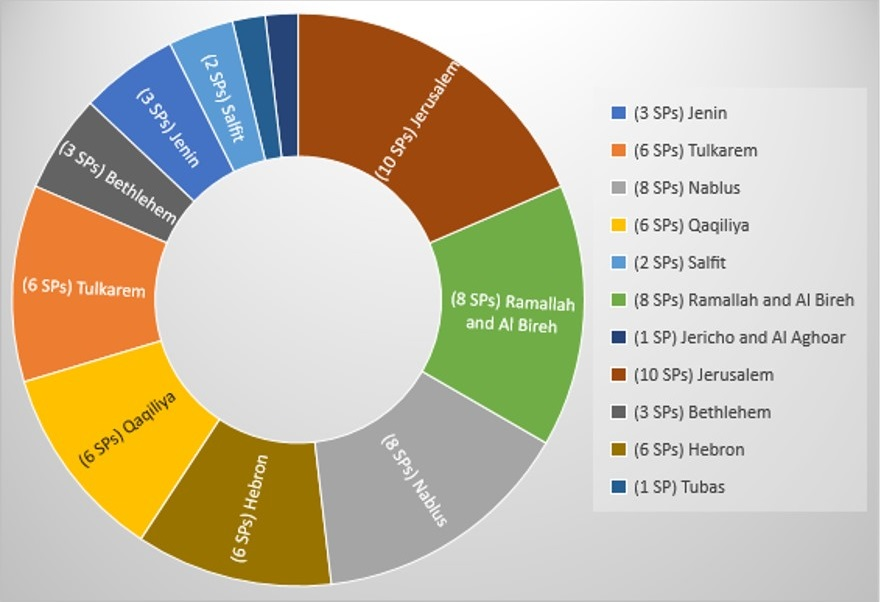 (2 SPs) Salfit
(3 SPs) Jenin
(10 SPs) Jerusalem
(3 SPs) Bethlehem
(6 SPs) Tulkarem
(8 SPs) Ramallah
and Al Bireh
(6 SPs) Qaqiliya
(6 SPs) Hebron
(8 SPs) Nablus
(3 SPs) Jenin
(6 SPs) Tulkarem
(8 SPs) Nablus
(6 SPs) Qaqiliya
(2 SPs) Salfit
(8 SPs) Ramallah and Al Bireh
(1 SP) Jericho and Al Aghoar
(10 SPs) Jerusalem
(3 SPs) Bethlehem
(6 SPs) Hebron
(1 SP) Tubas